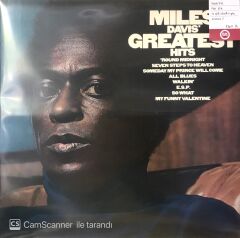 MILES
DAVIS'
GREATEST
HITS
'ROUND MIDNIGHT
SEVEN STEPS TO HEAVEN
SOMEDAY MY PRINCE WILL COME
ALL BLUES
WALKIN'
E.S.P.
SO WHAT
MY FUNNY VALENTINE
CS CamScanner ile tarandı